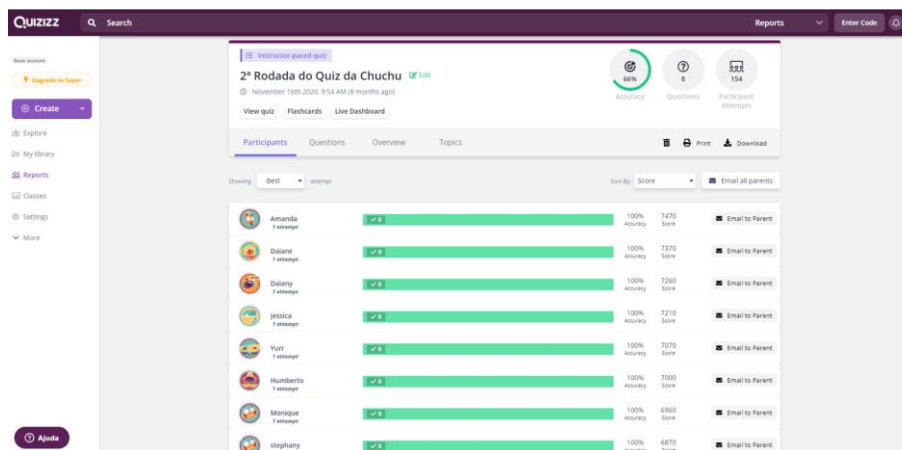 QUIZIZZ
Search
Reports
Enter Code
Basic account
Upgrade to Super
Create
Explore
My library
Reports
Classes
Settings
More
Ajuda
Instructor-paced quiz
2ª Rodada do Quiz da Chuchu Edit
November 16th 2020, 9:54 AM (8 months ago)
View quiz Flashcards Live Dashboard
66%
Accuracy
8
Questions
154
Participant
Attempts
Participants Questions Overview Topics
Print Download
Showing Best attempt
Sort By: Score
Email all parents
Amanda 8 100% 7470 Email to Parent
1 attempt Accuracy Score
Daiane 8 100% 7370 Email to Parent
1 attempt Accuracy Score
Daiany 8 100% 7260 Email to Parent
1 attempt Accuracy Score
Jessica 8 100% 7210 Email to Parent
1 attempt Accuracy Score
Yuri 8 100% 7070 Email to Parent
1 attempt Accuracy Score
Humberto 8 100% 7000 Email to Parent
1 attempt Accuracy Score
Monique 8 100% 6960 Email to Parent
1 attempt Accuracy Score
stephany 8 100% 6870 Email to Parent